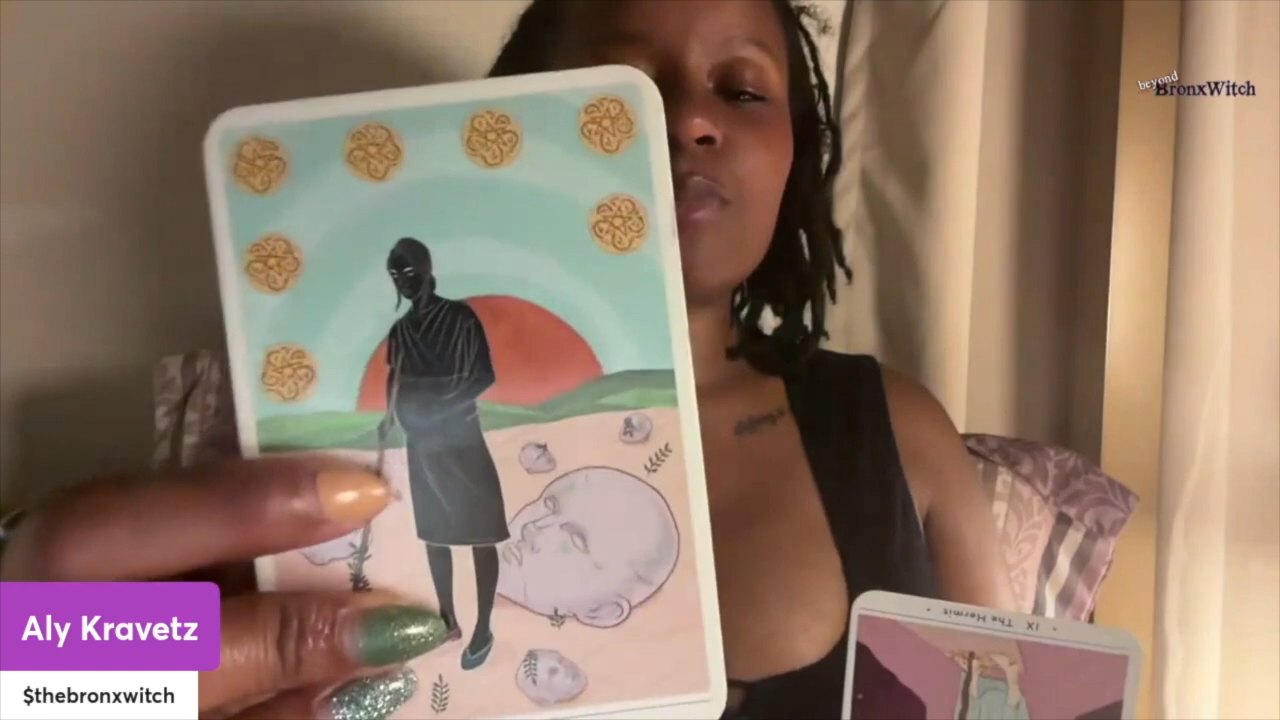 beyond
BronxWitch
IX The Hermit
Aly Kravetz
$thebronxwitch